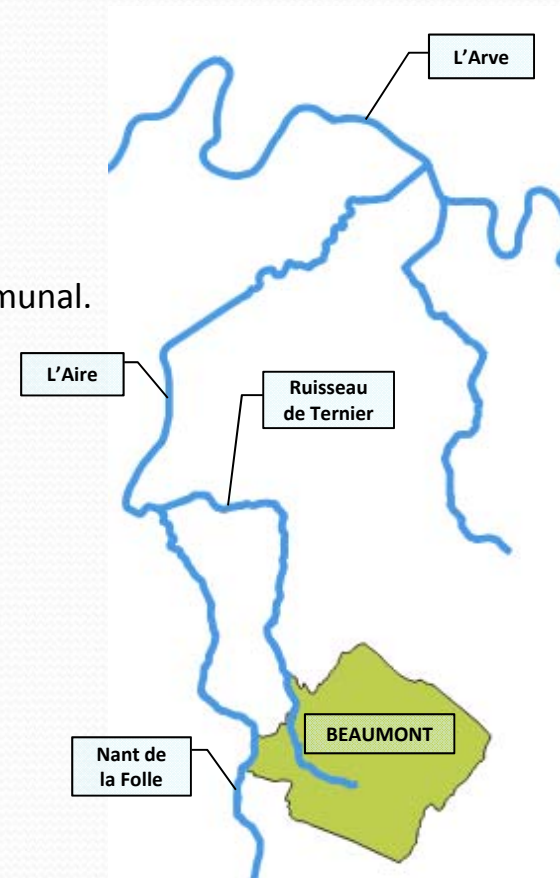 L’Arve
munal.
L’Aire
Ruisseau
de Ternier
BEAUMONT
Nant de
la Folle